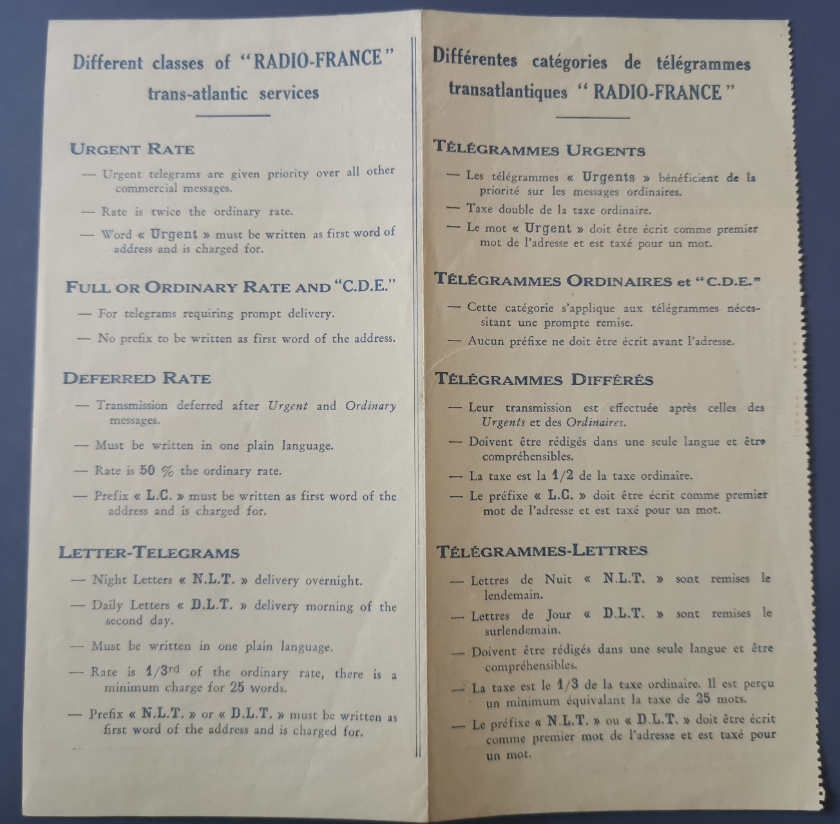 Different classes of "RADIO-FRANCE"
trans-atlantic services
URGENT RATE
— Urgent telegrams are given priority over all other
commercial messages.
— Rate is twice the ordinary rate.
— Word « Urgent » must be written as first word of
address and is charged for.
FULL OR ORDINARY RATE AND "C.D.E."
— For telegrams requiring prompt delivery.
— No prefix to be written as first word of the address.
DEFERRED RATE
— Transmission deferred after Urgent and Ordinary
messages.
— Must be written in one plain language.
— Rate is 50 % the ordinary rate.
— Prefix « L.C. » must be written as first word of the
address and is charged for.
LETTER-TELEGRAMS
— Night Letters « N.L.T. » delivery overnight.
— Daily Letters « D.L.T. » delivery morning of the
second day.
— Must be written in one plain language.
— Rate is 1/3rd of the ordinary rate, there is a
minimum charge for 25 words.
— Prefix « N.L.T. » or « D.L.T. » must be written as
first word of the address and is charged for.
Différentes catégories de télégrammes
transatlantiques "RADIO-FRANCE"
TÉLÉGRAMMES URGENTS
— Les télégrammes « Urgents » bénéficient de la
priorité sur les messages ordinaires.
— Taxe double de la taxe ordinaire.
— Le mot « Urgent » doit être écrit comme premier
mot de l'adresse et est taxé pour un mot.
TÉLÉGRAMMES ORDINAIRES et "C.D.E."
— Cette catégorie s'applique aux télégrammes néces-
sitant une prompte remise.
— Aucun préfixe ne doit être écrit avant l'adresse.
TÉLÉGRAMMES DIFFÉRÉS
— Leur transmission est effectuée après celles des
Urgents et des Ordinaires.
— Doivent être rédigés dans une seule langue et être
compréhensibles.
— La taxe est la 1/2 de la taxe ordinaire.
— Le préfixe « L.C. » doit être écrit comme premier
mot de l'adresse et est taxé pour un mot.
TÉLÉGRAMMES-LETTRES
— Lettres de Nuit « N.L.T. » sont remises le
lendemain.
— Lettres de Jour « D.L.T. » sont remises le
surlendemain.
— Doivent être rédigés dans une seule langue et être
compréhensibles.
— La taxe est le 1/3 de la taxe ordinaire. Il est perçu
un minimum équivalant la taxe de 25 mots.
— Le préfixe « N.L.T. » ou « D.L.T. » doit être écrit
comme premier mot de l'adresse et est taxé pour
un mot.